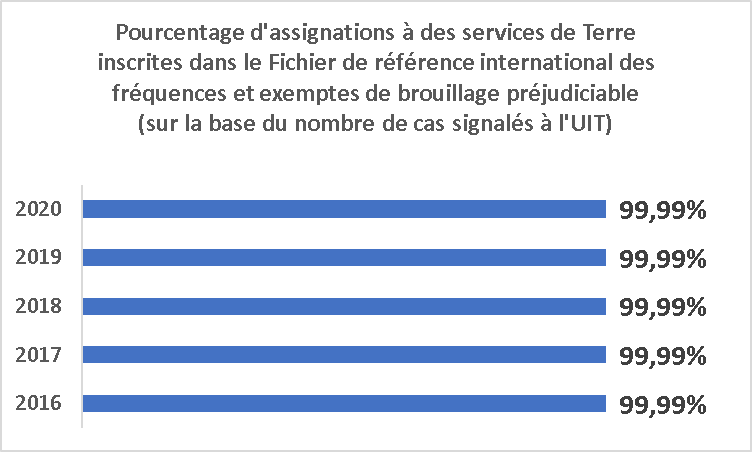 Pourcentage d'assignations à des services de Terre
inscrites dans le Fichier de référence international des
fréquences et exemptes de brouillage préjudiciable
(sur la base du nombre de cas signalés à l'UIT)
2020 99,99%
2019 99,99%
2018 99,99%
2017 99,99%
2016 99,99%